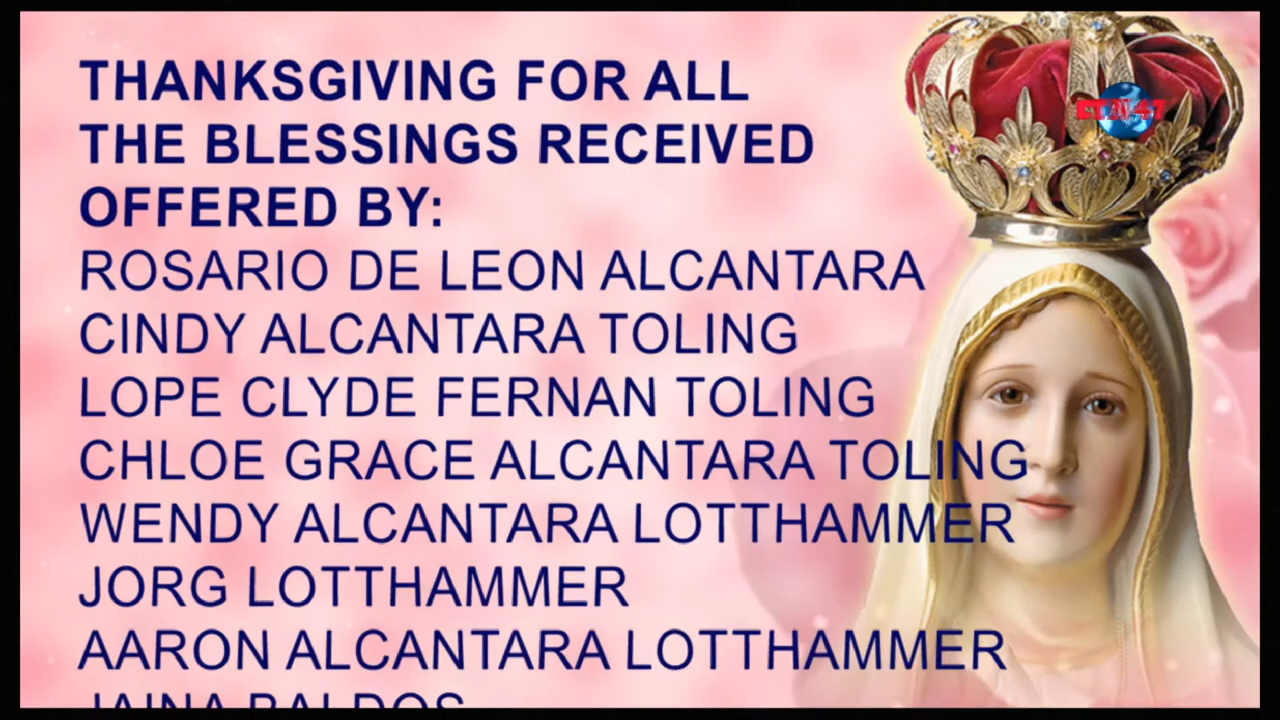 THANKSGIVING FOR ALL
THE BLESSINGS RECEIVED
OFFERED BY:
ROSARIO DE LEON ALCANTARA
CINDY ALCANTARA TOLING
LOPE CLYDE FERNAN TOLING
CHLOE GRACE ALCANTARA TOLING
WENDY ALCANTARA LOTTHAMMER
JORG LOTTHAMMER
AARON ALCANTARA LOTTHAMMER